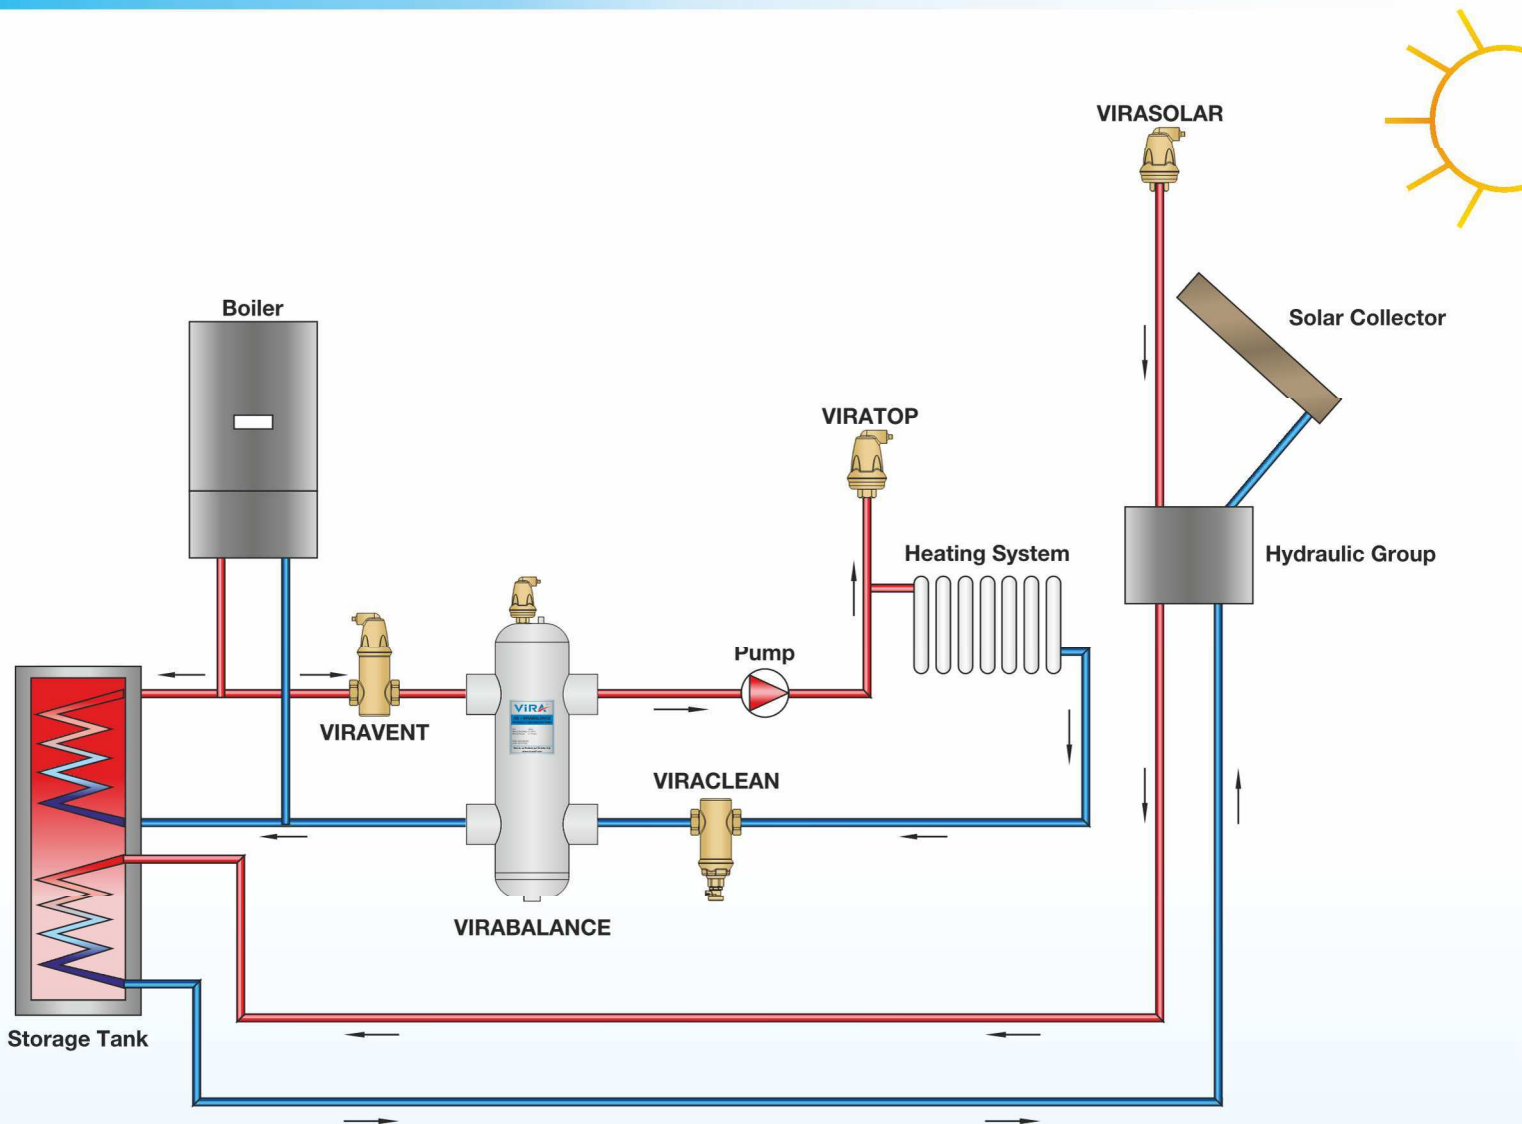 VIRASOLAR
Boiler
Solar Collector
VIRATOP
Heating System
Hydraulic Group
Pump
ViRA
VIRAVENT
VIRACLEAN
VIRABALANCE
Storage Tank